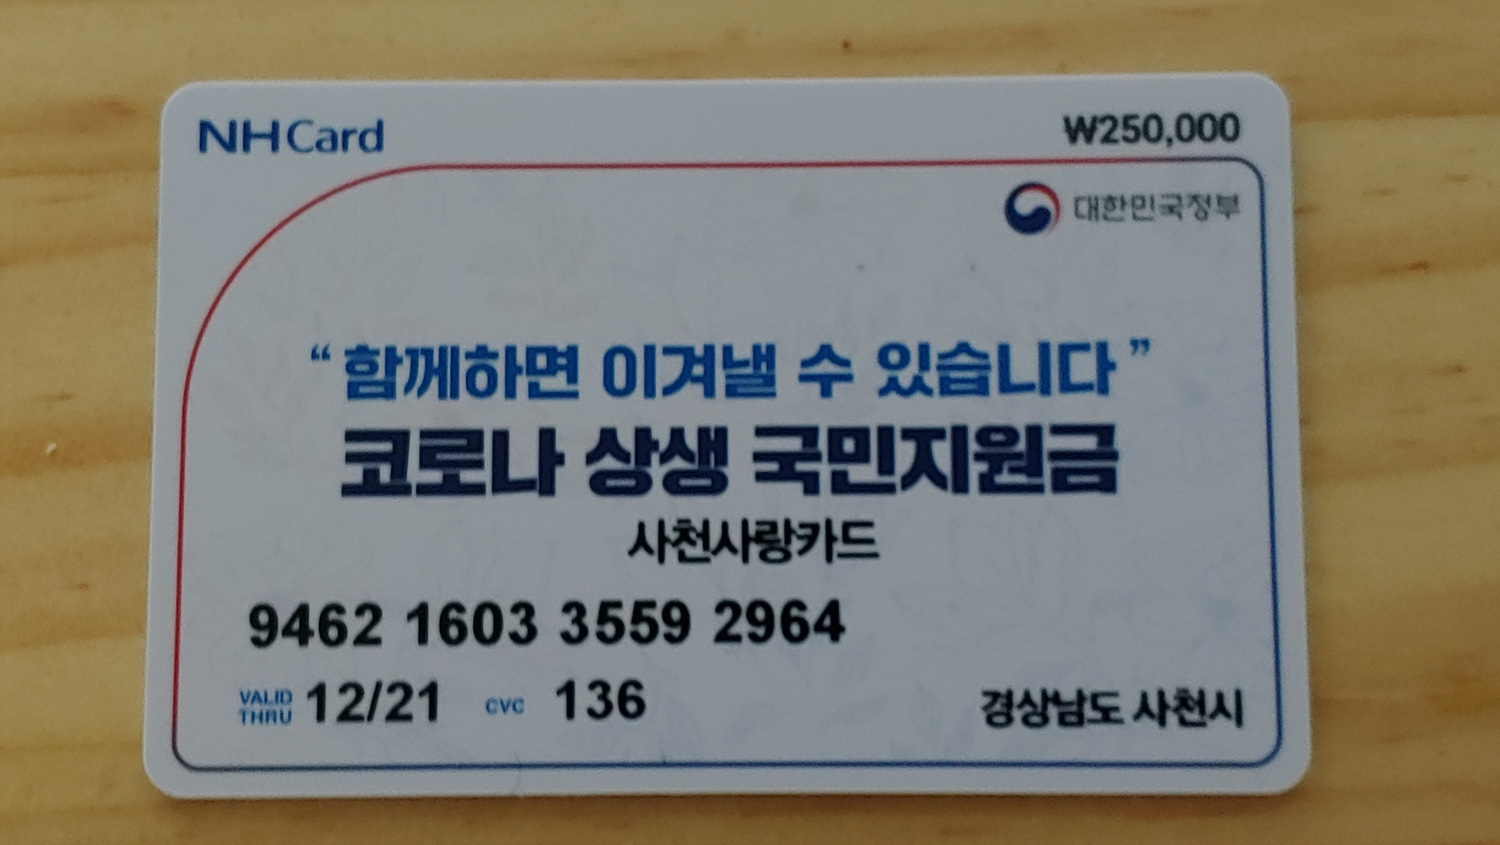 NH Card
₩250,000
대한민국정부
“함께하면 이겨낼 수 있습니다”
코로나 상생 국민지원금
사천사랑카드
9462 1603 3559 2964
VALID THRU 12/21 CVC 136
경상남도 사천시